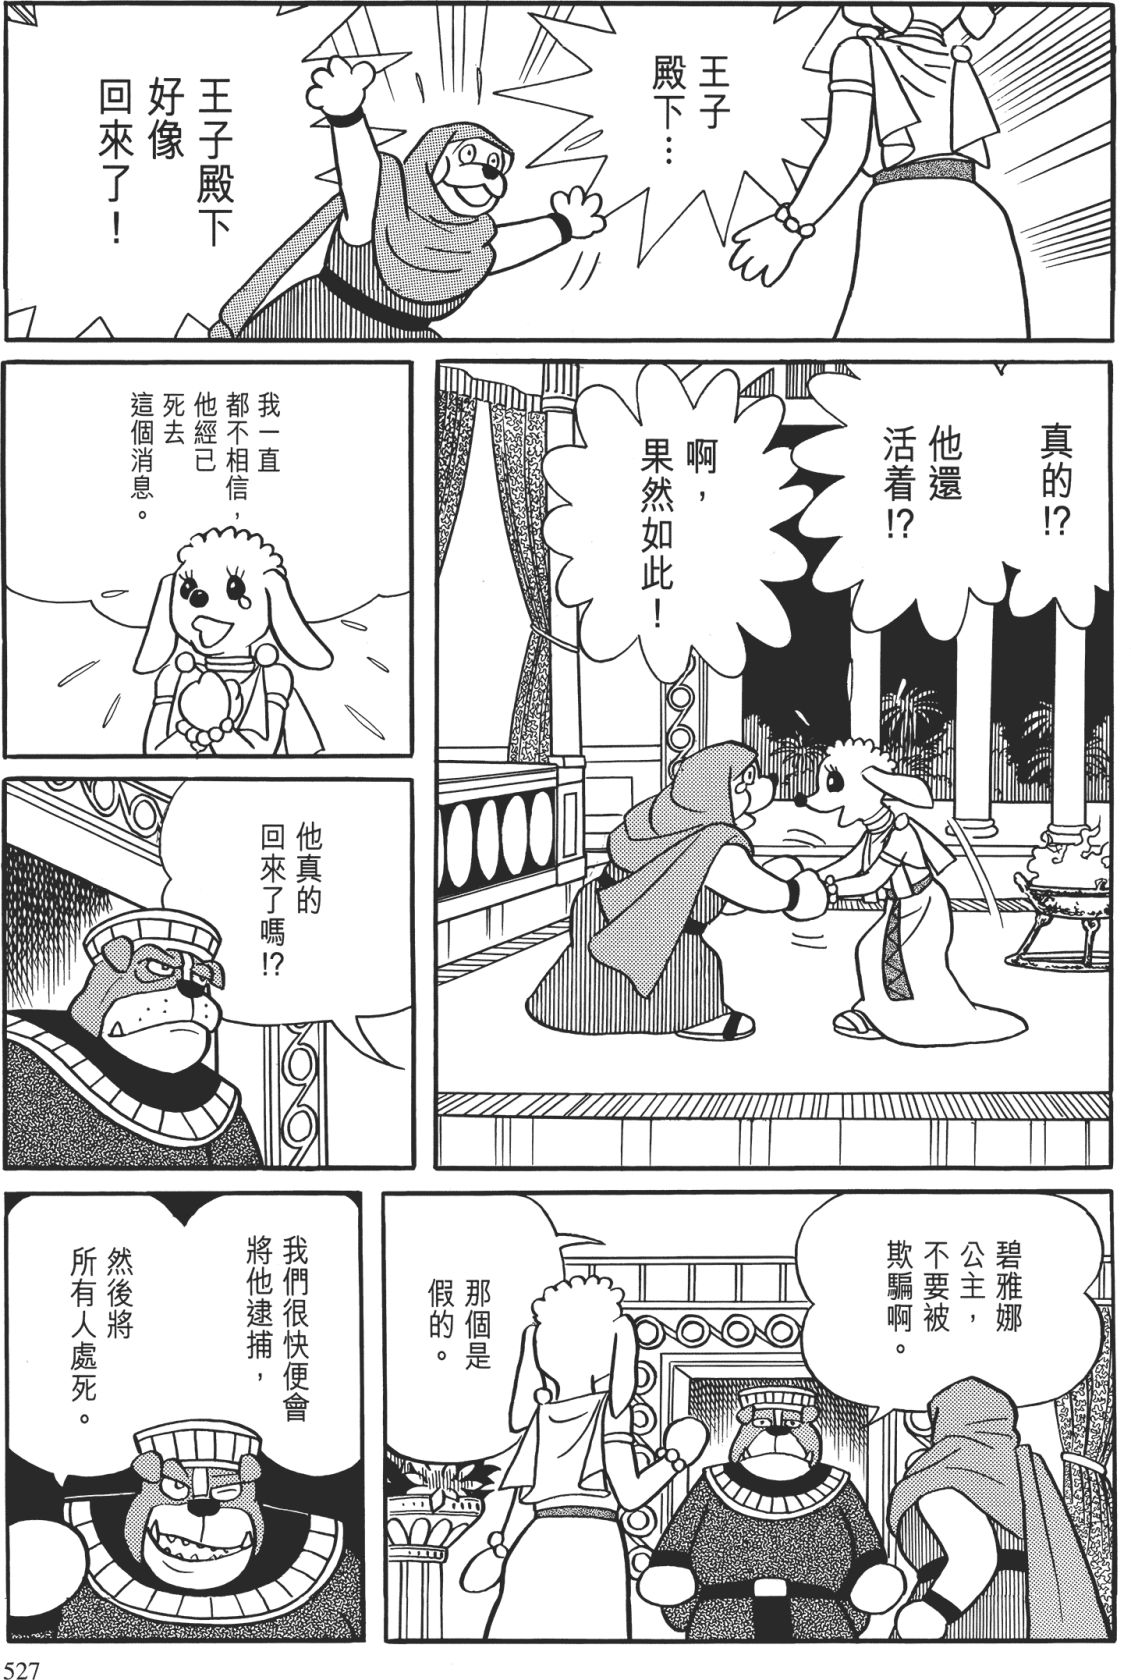 王子
殿下…
王子殿下
好像
回來了！
真的!?
他還
活着!?
啊，
果然如此！
我一直
都不相信，
他經已
死去
這個消息。
他真的
回來了嗎!?
碧雅娜
公主，
不要被
欺騙啊。
那個是
假的。
我們很快便會
將他逮捕，
然後將
所有人處死。
527